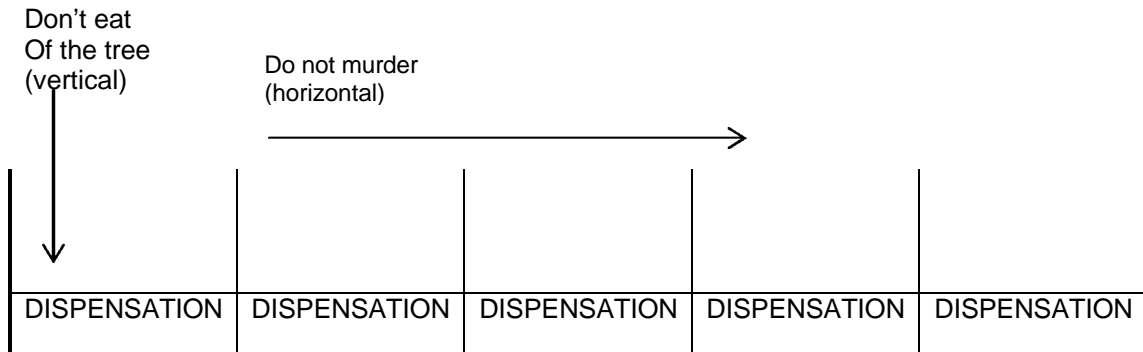 Don’t eat
Of the tree
(vertical)
Do not murder
(horizontal)
DISPENSATION DISPENSATION DISPENSATION DISPENSATION DISPENSATION